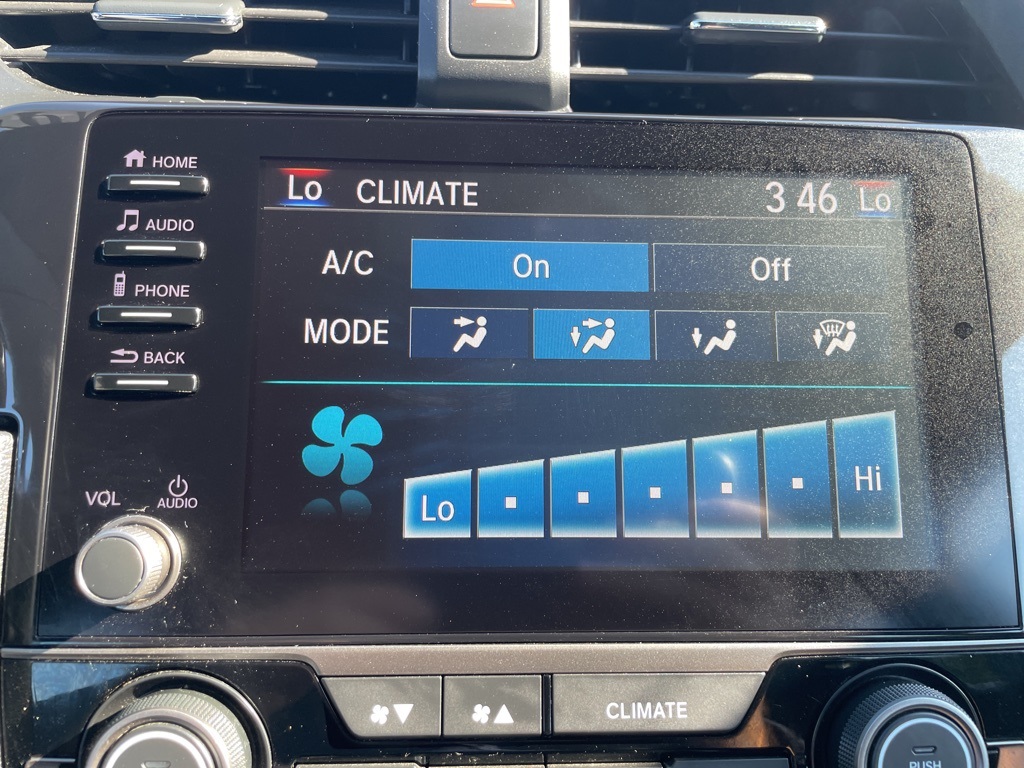 HOME
AUDIO
PHONE
BACK
VOL
AUDIO
Lo CLIMATE 3 46 Lo
A/C On Off
MODE
Lo Hi
CLIMATE
PUSH